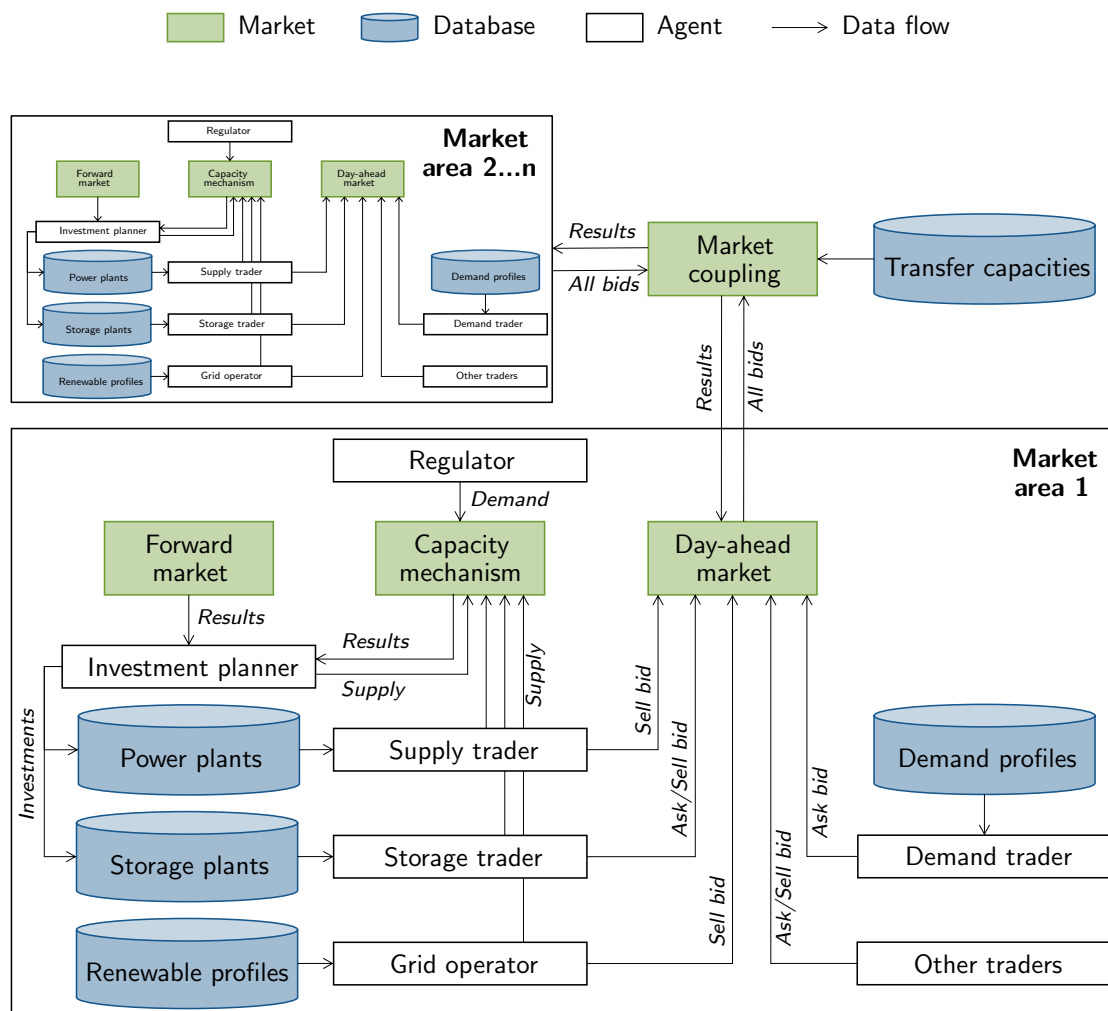 Market
Database
Agent
Data flow
Regulator
Market
area 2...n
Forward
market
Capacity
mechanism
Day-ahead
market
Investment planner
Power plants
Supply trader
Demand profiles
Storage plants
Storage trader
Demand trader
Renewable profiles
Grid operator
Other traders
Results
All bids
Market
coupling
Transfer capacities
Results
All bids
Regulator
Market
area 1
Demand
Forward
market
Capacity
mechanism
Day-ahead
market
Results
Results
Investment planner
Supply
Supply
Sell bid
Investments
Power plants
Supply trader
Ask/Sell bid
Ask bid
Demand profiles
Storage plants
Storage trader
Demand trader
Sell bid
Ask/Sell bid
Renewable profiles
Grid operator
Other traders